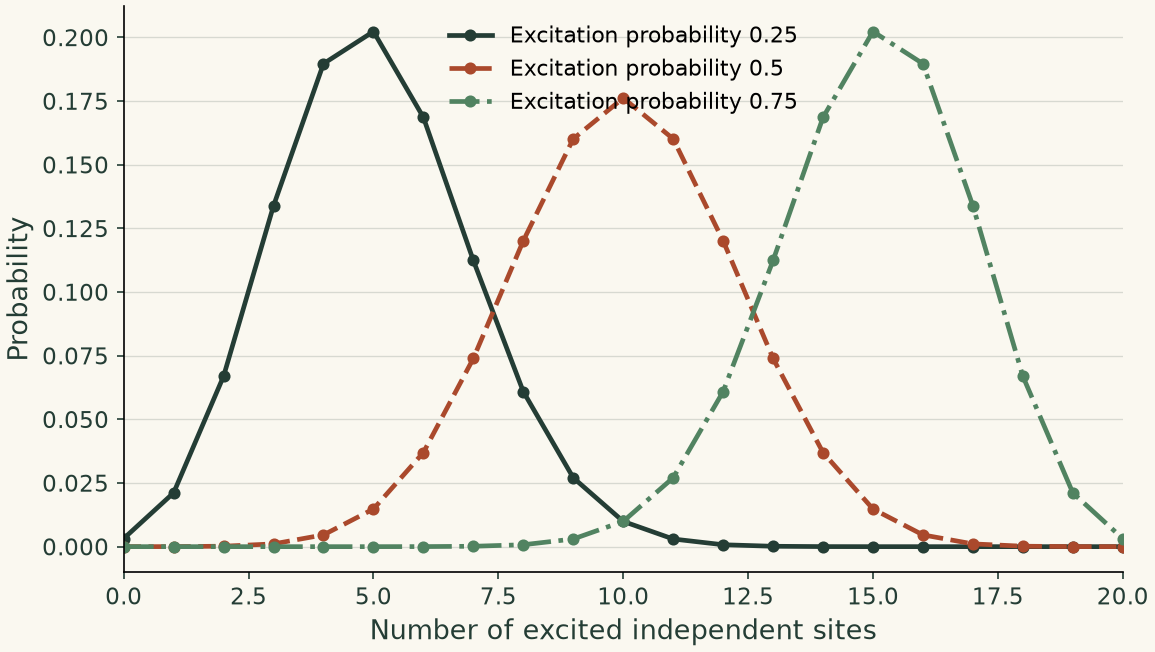 Excitation probability 0.25
Excitation probability 0.5
Excitation probability 0.75
0.200
0.175
0.150
0.125
0.100
0.075
0.050
0.025
0.000
Probability
0.0 2.5 5.0 7.5 10.0 12.5 15.0 17.5 20.0
Number of excited independent sites